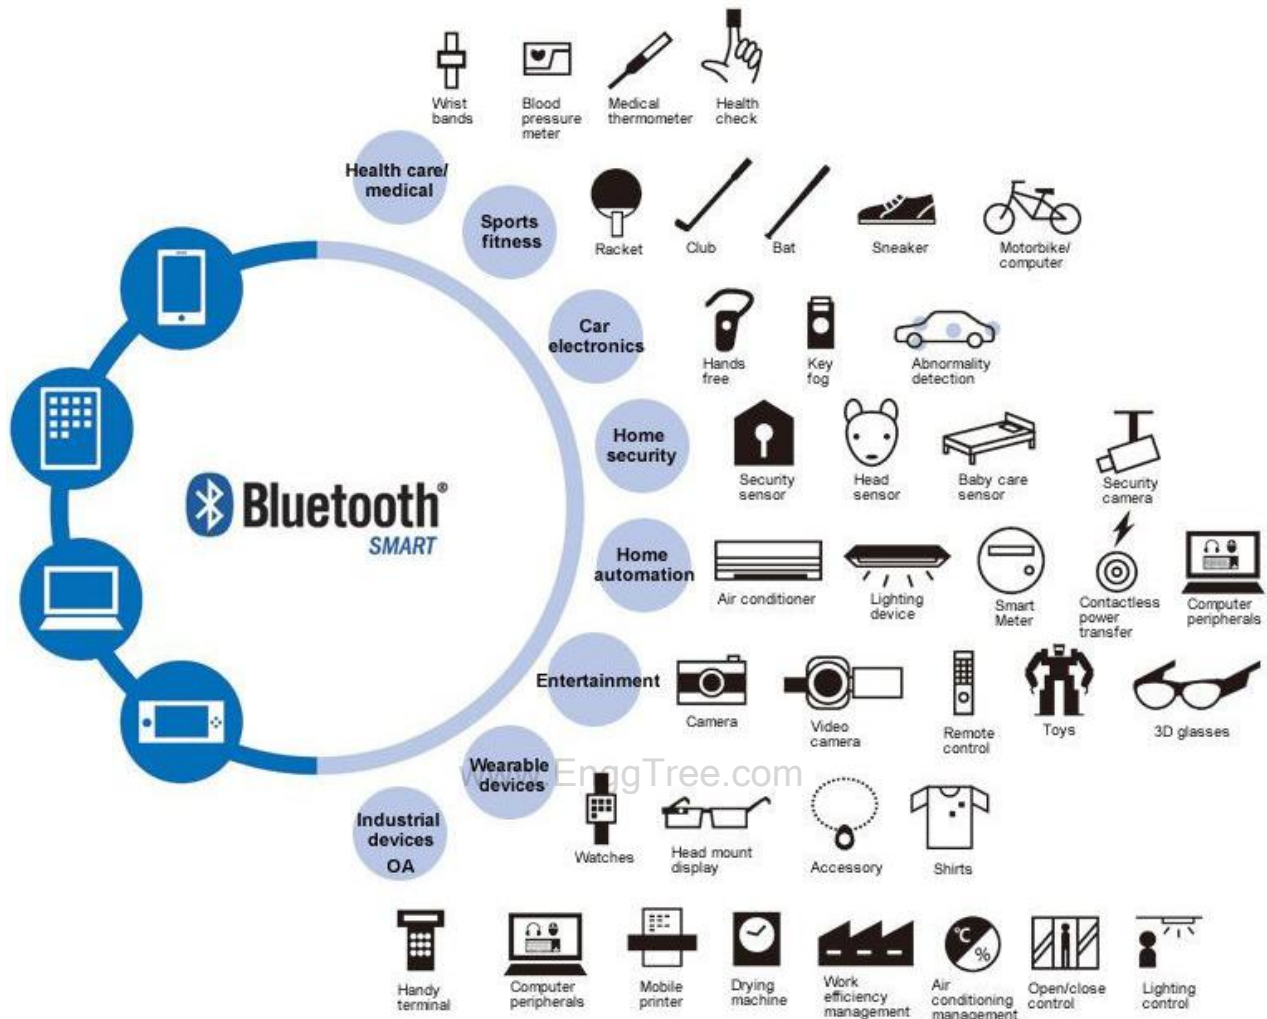 Wrist
bands
Blood
pressure
meter
Medical
thermometer
Health
check
Health care/
medical
Sports
fitness
Racket
Club
Bat
Sneaker
Motorbike/
computer
Car
electronics
Hands
free
Key
fog
Abnormality
detection
Home
security
Security
sensor
Head
sensor
Baby care
sensor
Security
camera
Bluetooth®
SMART
Home
automation
Air conditioner
Lighting
device
Smart
Meter
Contactless
power
transfer
Computer
peripherals
Entertainment
Camera
Video
camera
Remote
control
Toys
3D glasses
Wearable
devices
www.EnggTree.com
Watches
Head mount
display
Accessory
Shirts
Industrial
devices
OA
Handy
terminal
Computer
peripherals
Mobile
printer
Drying
machine
Work
efficiency
management
°C
%
Air
conditioning
management
Open/close
control
Lighting
control